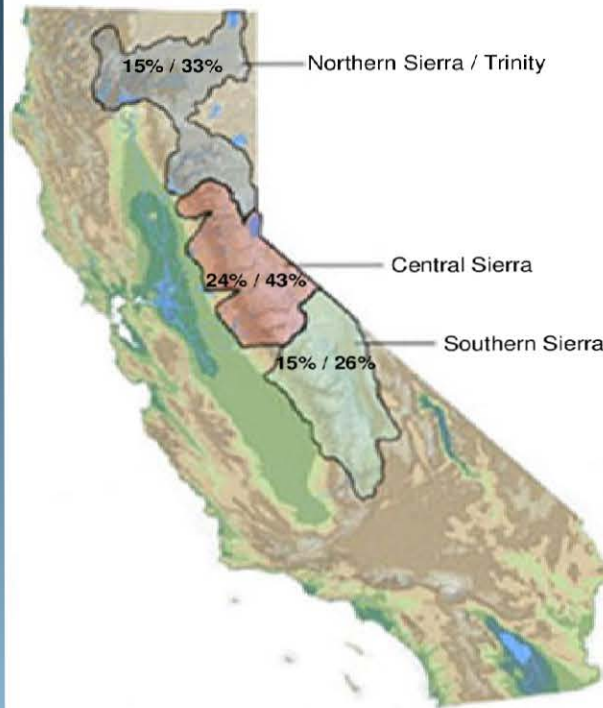 15% / 33%
Northern Sierra / Trinity
Central Sierra
24% / 43%
Southern Sierra
15% / 26%